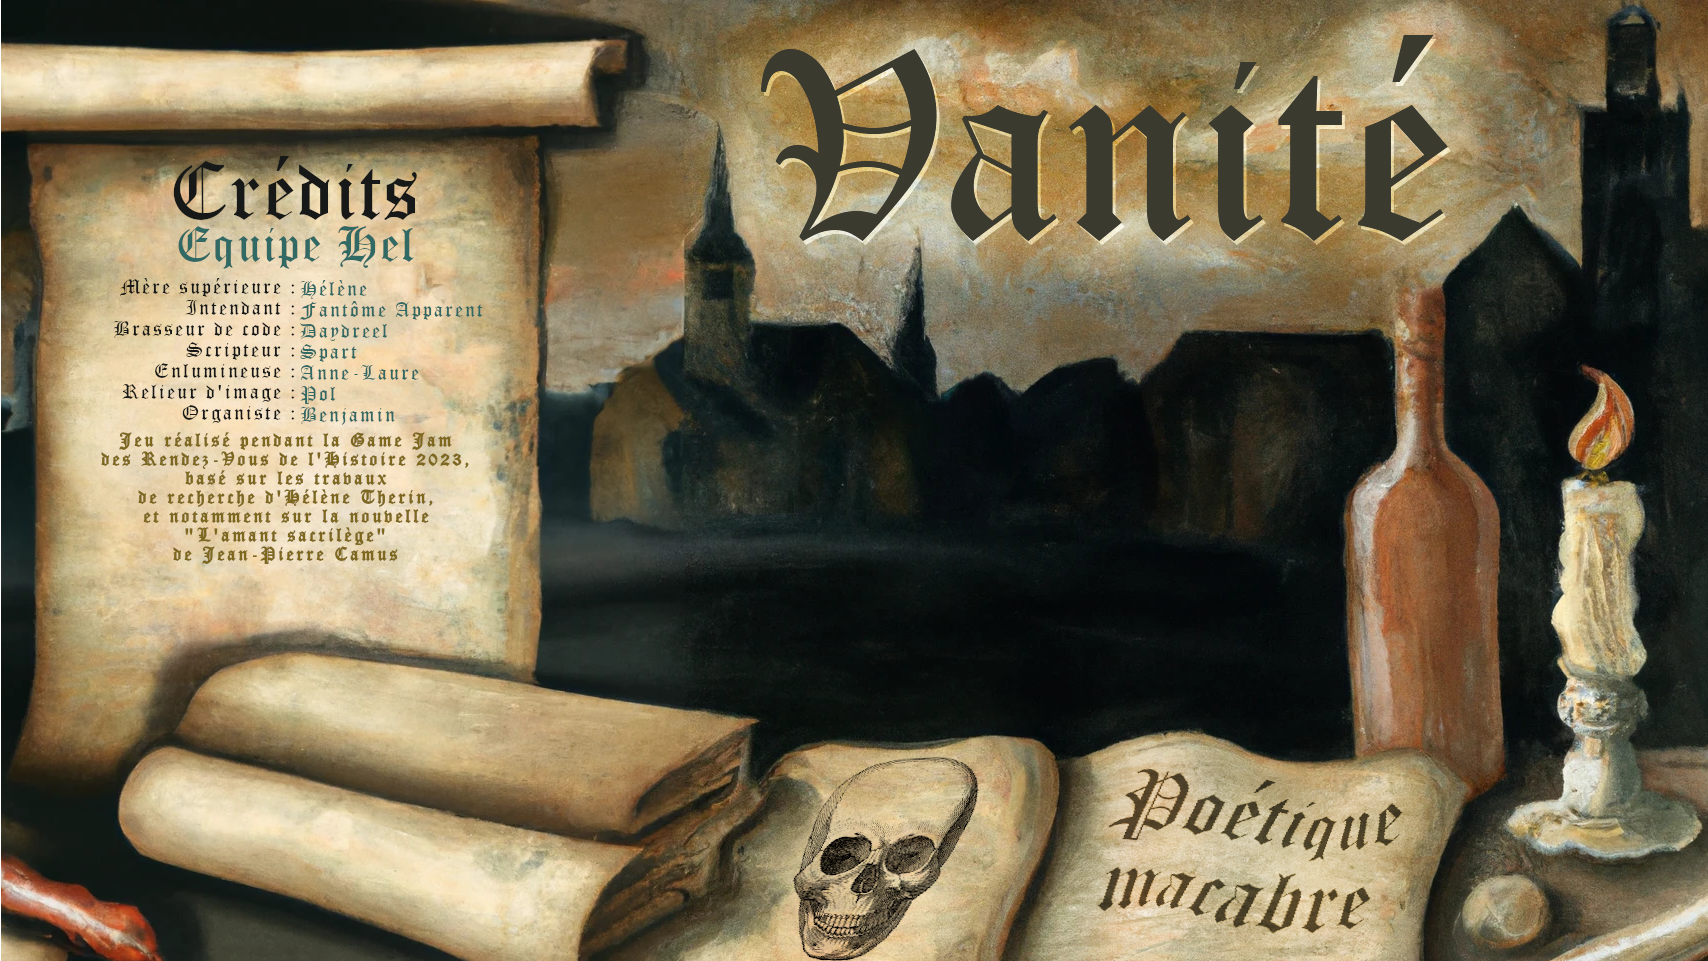 Vanité
Crédits
Equipe Hel
Mère supérieure : Hélène
Intendant : Fantôme Apparent
Brasseur de code : Daydreel
Scripteur : Spart
Enlumineuse : Anne-Laure
Relieur d'image : Pol
Organiste : Benjamin
Jeu réalisé pendant la Game Jam
des Rendez-Vous de l'Histoire 2023,
basé sur les travaux
de recherche d'Hélène Therin,
et notamment sur la nouvelle
"L'amant sacrilège"
de Jean-Pierre Camus
Poétique
macabre